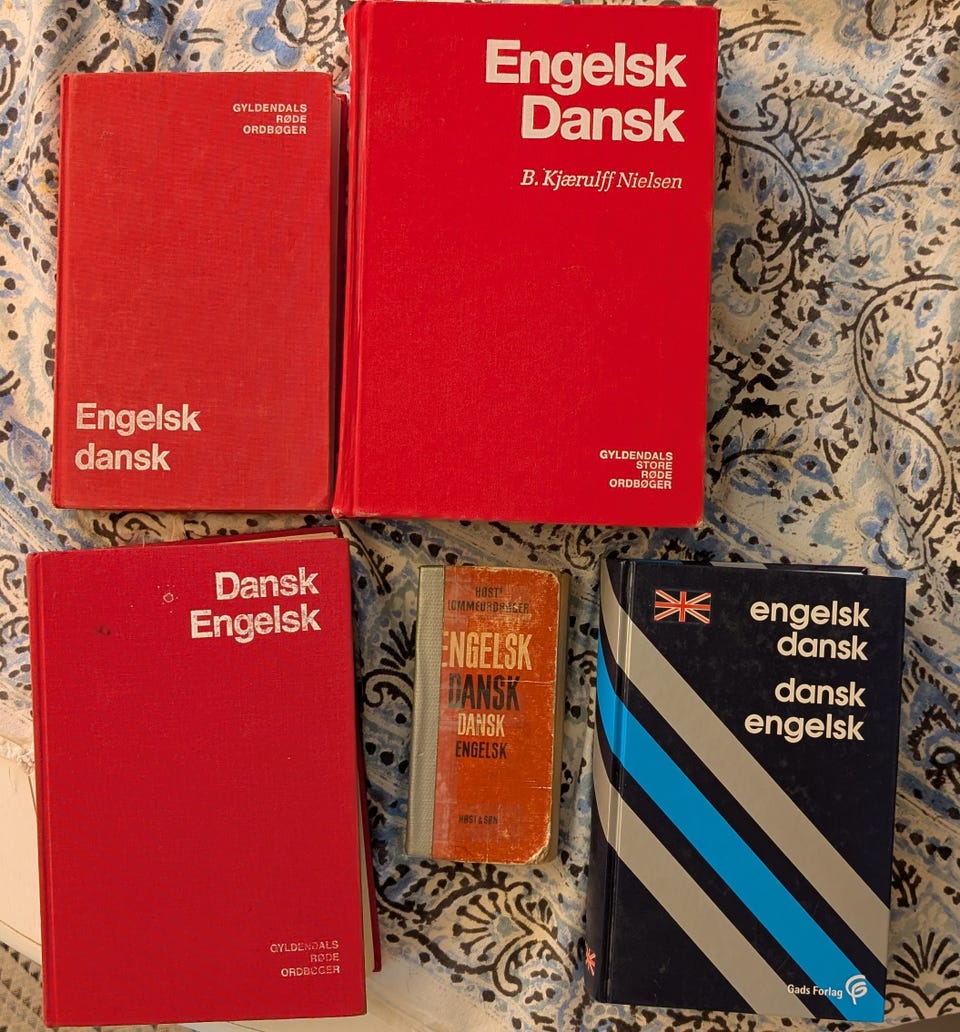 GYLDENDALS
RØDE
ORDBØGER
Engelsk
dansk
Engelsk
Dansk
B. Kjærulff Nielsen
GYLDENDALS
STORE
RØDE
ORDBØGER
Dansk
Engelsk
GYLDENDALS
RØDE
ORDBØGER
HØST'
LOMMEORDBØGER
ENGELSK
DANSK
DANSK
ENGELSK
HØST & SØN
engelsk
dansk
dansk
engelsk
Gads Forlag